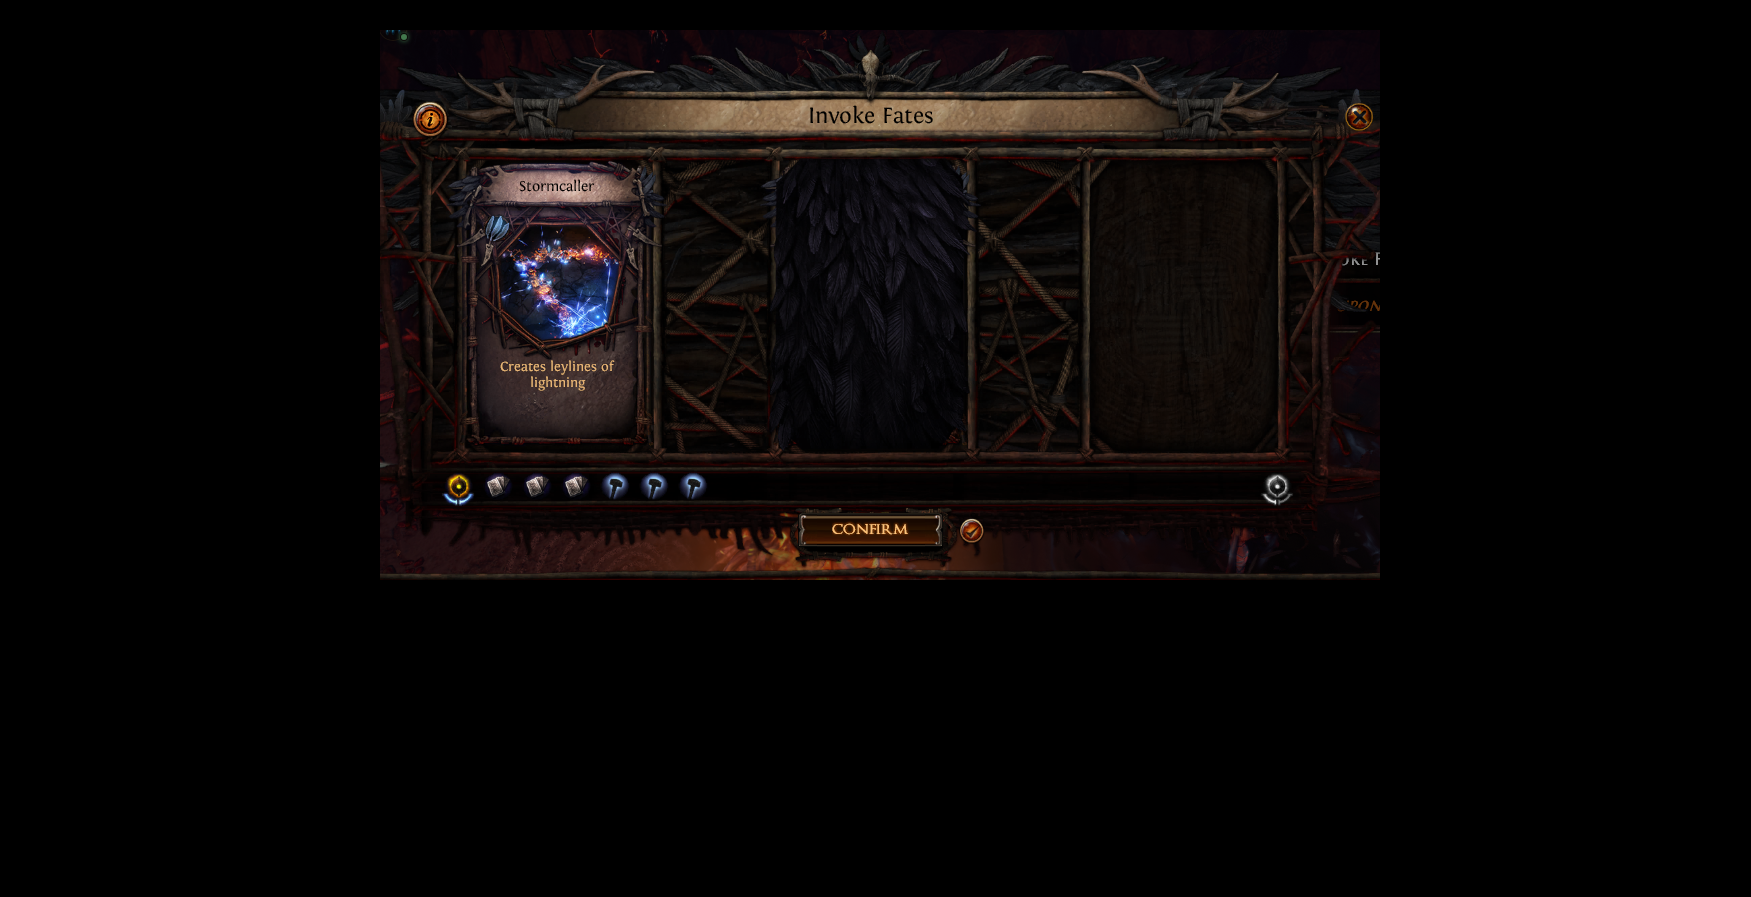 Invoke Fates
Stormcaller
Creates leylines of
lightning
CONFIRM